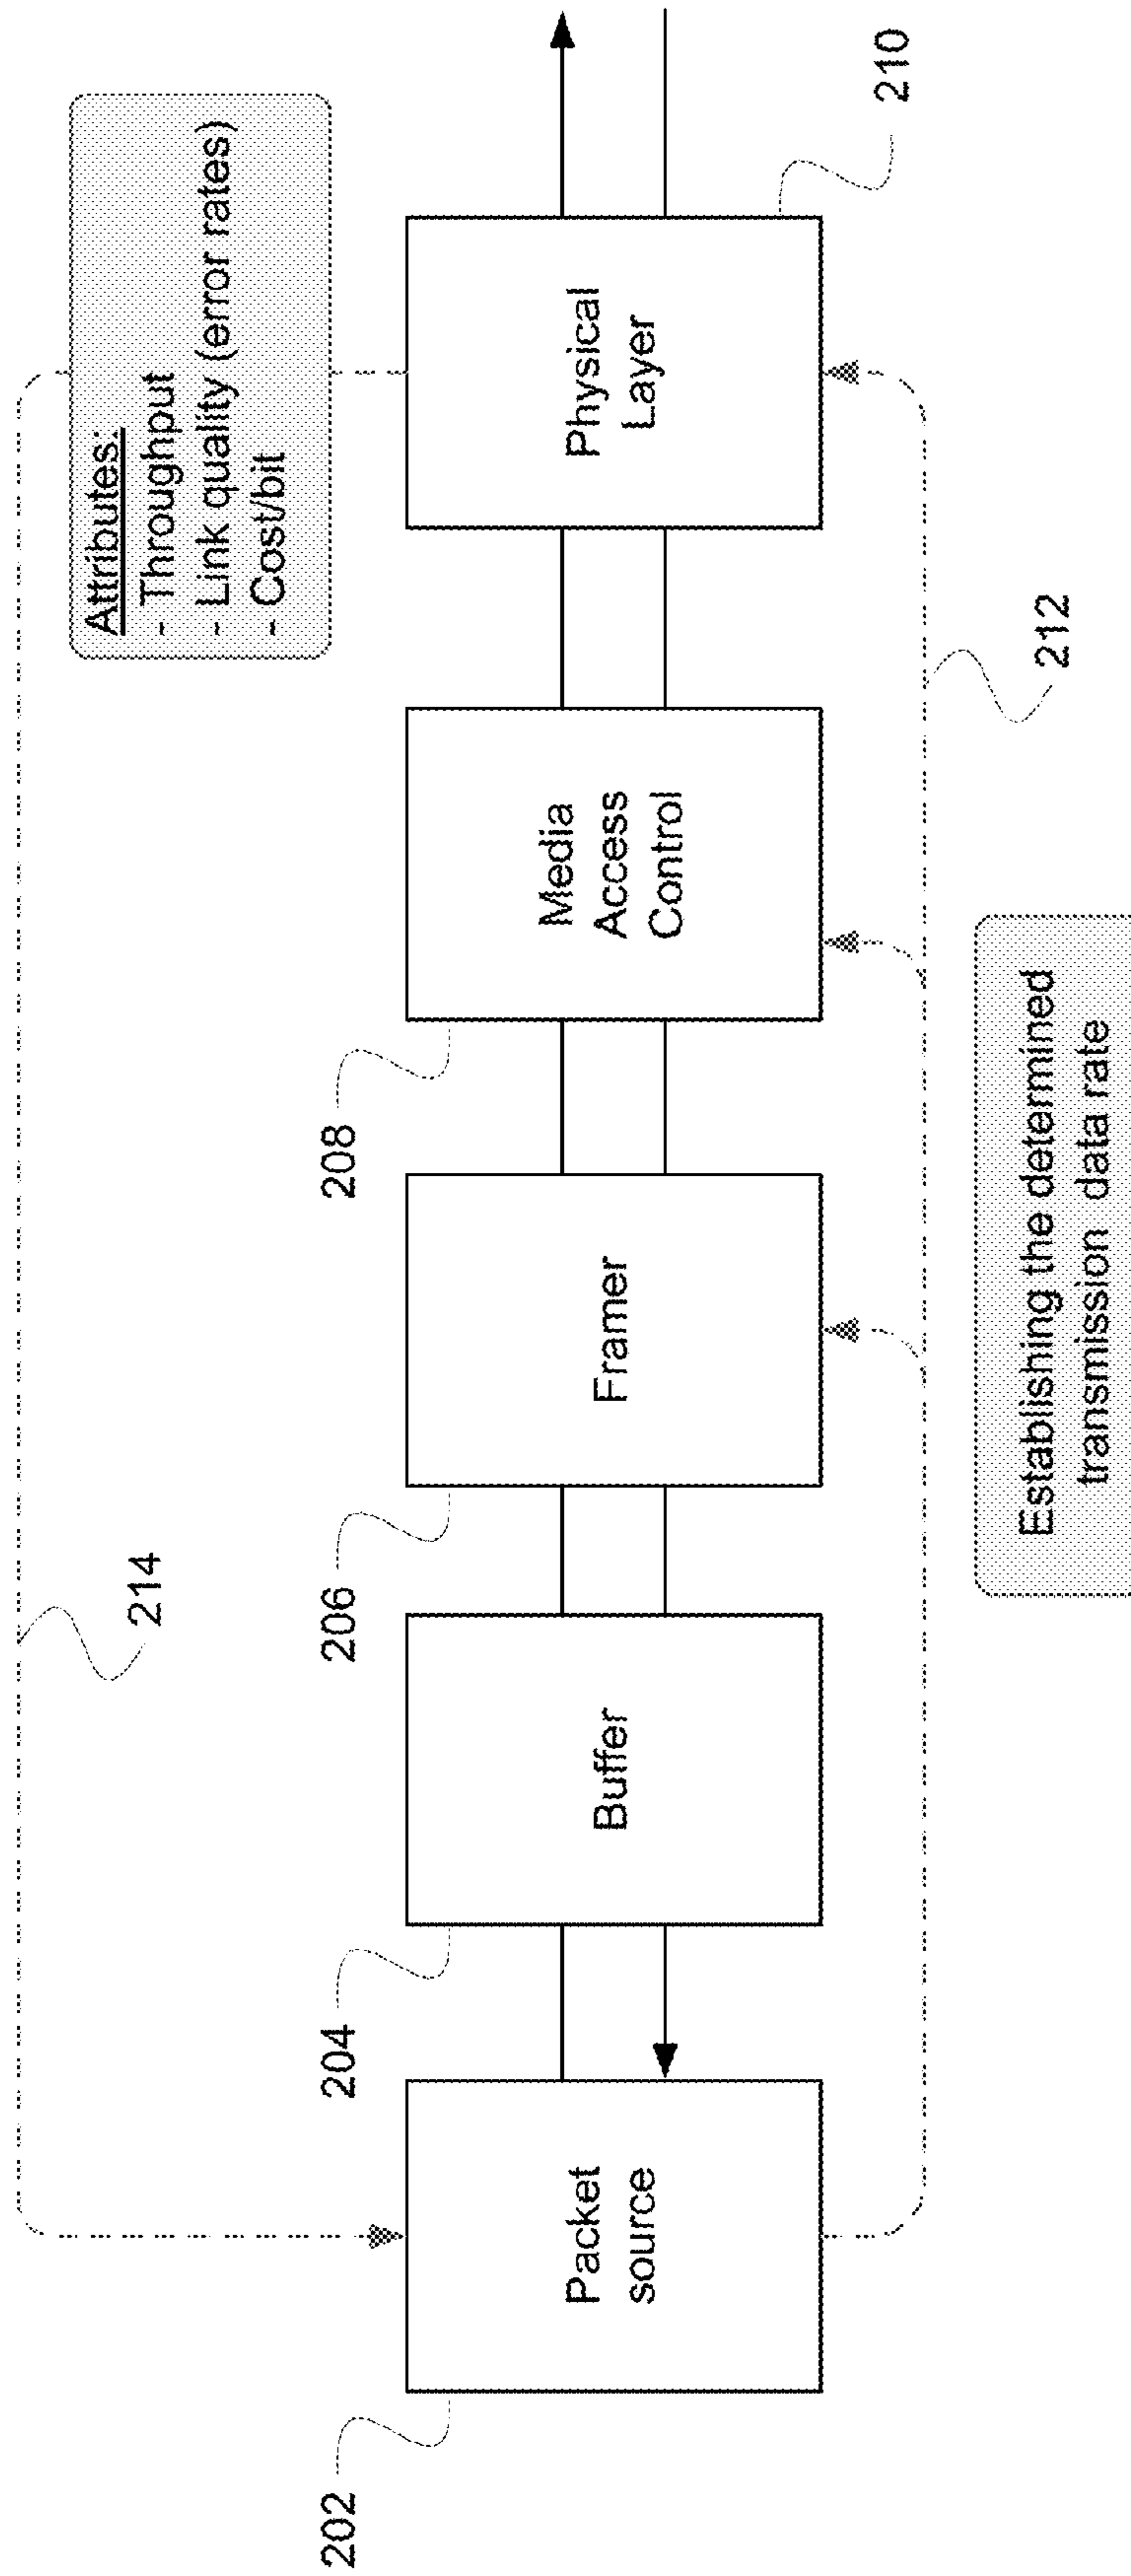 214
Attributes:
- Throughput
- Link quality (error rates)
- Cost/bit
202
Packet
source
204
Buffer
206
Framer
208
Media
Access
Control
Physical
Layer
210
212
Establishing the determined
transmission data rate